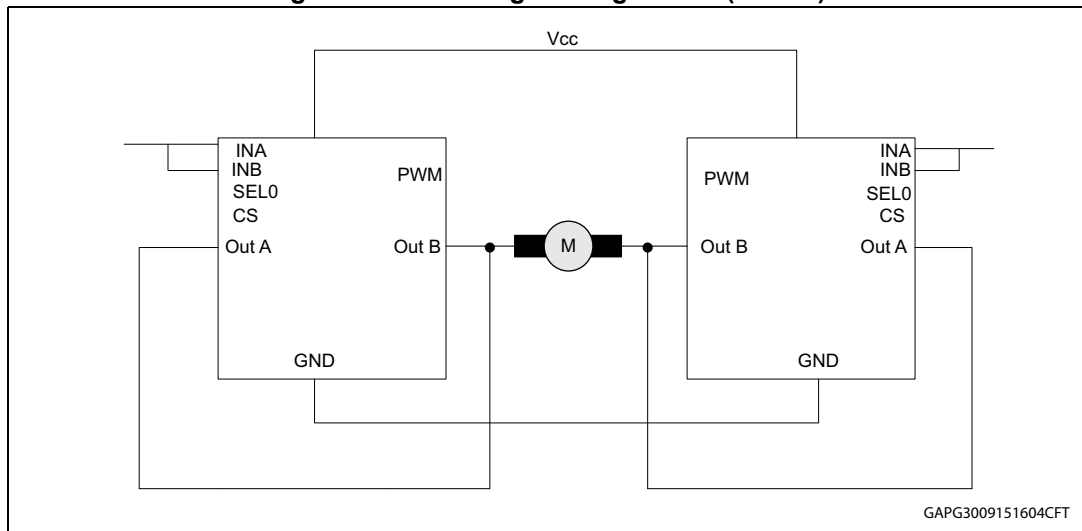 Vcc
INA
INB
SEL0
CS
PWM
Out A
Out B
GND
M
INA
INB
SEL0
CS
PWM
Out B
Out A
GND
GAPG3009151604CFT